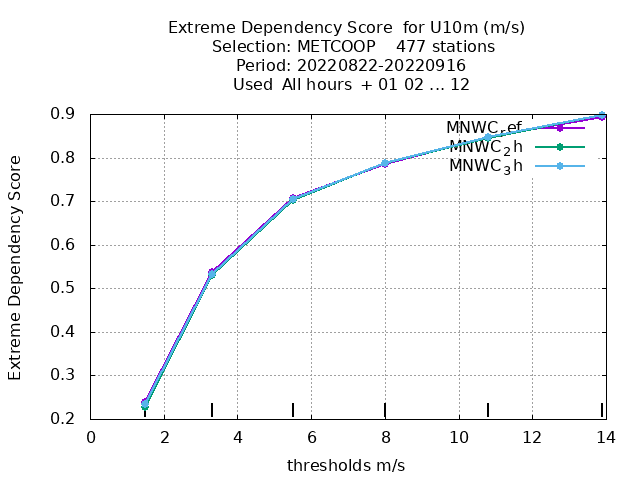 Extreme Dependency Score  for U10m (m/s)
Selection: METCOOP    477 stations
Period: 20220822-20220916
Used  All hours  + 01 02 ... 12
Extreme Dependency Score
0.9
0.8
0.7
0.6
0.5
0.4
0.3
0.2
MNWC_ref
MNWC_2h
MNWC_3h
0 2 4 6 8 10 12 14
thresholds m/s